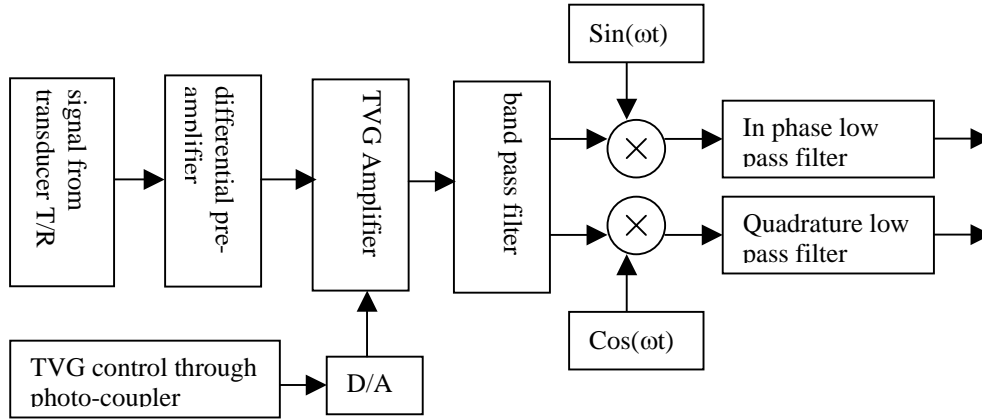 Sin(ωt)
signal from
transducer T/R
differential pre-
amplifier
TVG Amplifier
band pass filter
×
In phase low
pass filter
×
Quadrature low
pass filter
Cos(ωt)
TVG control through
photo-coupler
D/A